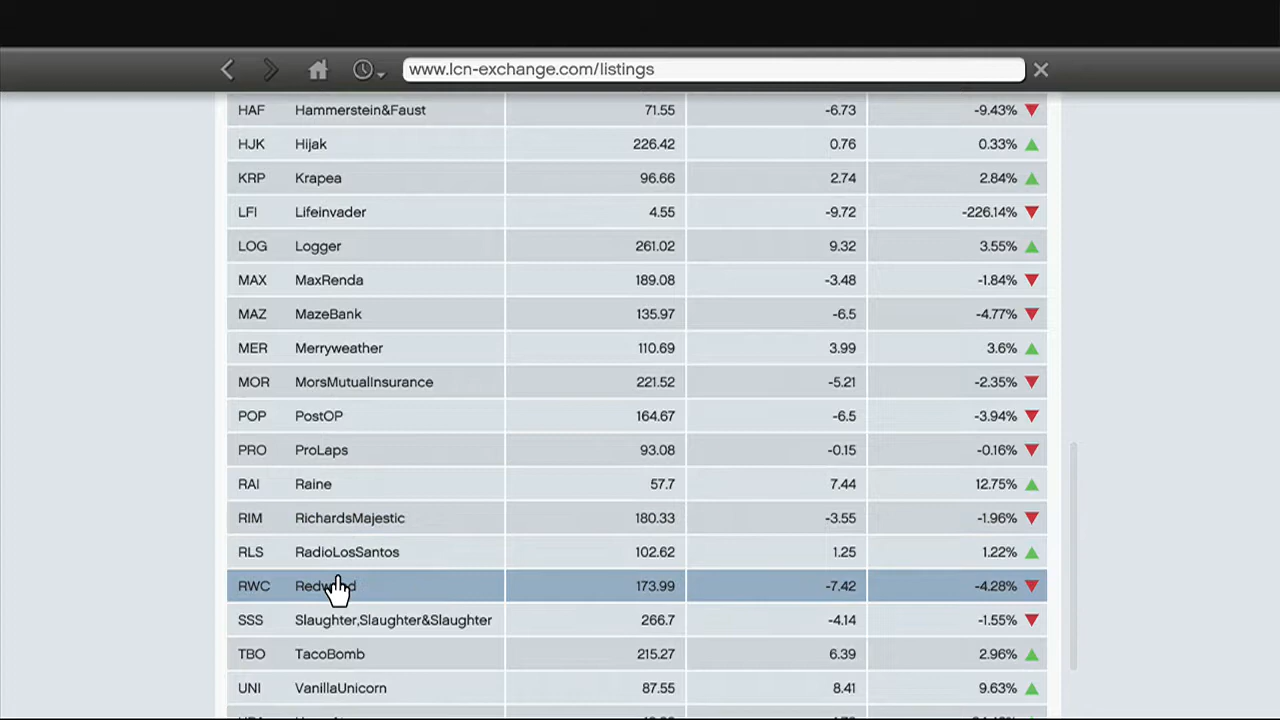 www.lcn-exchange.com/listings
HAF Hammerstein&Faust 71.55 -6.73 -9.43%
HJK Hijak 226.42 0.76 0.33%
KRP Krapea 96.66 2.74 2.84%
LFI Lifeinvader 4.55 -9.72 -226.14%
LOG Logger 261.02 9.32 3.55%
MAX MaxRenda 189.08 -3.48 -1.84%
MAZ MazeBank 135.97 -6.5 -4.77%
MER Merryweather 110.69 3.99 3.6%
MOR MorsMutualInsurance 221.52 -5.21 -2.35%
POP PostOP 164.67 -6.5 -3.94%
PRO ProLaps 93.08 -0.15 -0.16%
RAI Raine 57.7 7.44 12.75%
RIM RichardsMajestic 180.33 -3.55 -1.96%
RLS RadioLosSantos 102.62 1.25 1.22%
RWC Redwood 173.99 -7.42 -4.28%
SSS Slaughter,Slaughter&Slaughter 266.7 -4.14 -1.55%
TBO TacoBomb 215.27 6.39 2.96%
UNI VanillaUnicorn 87.55 8.41 9.63%